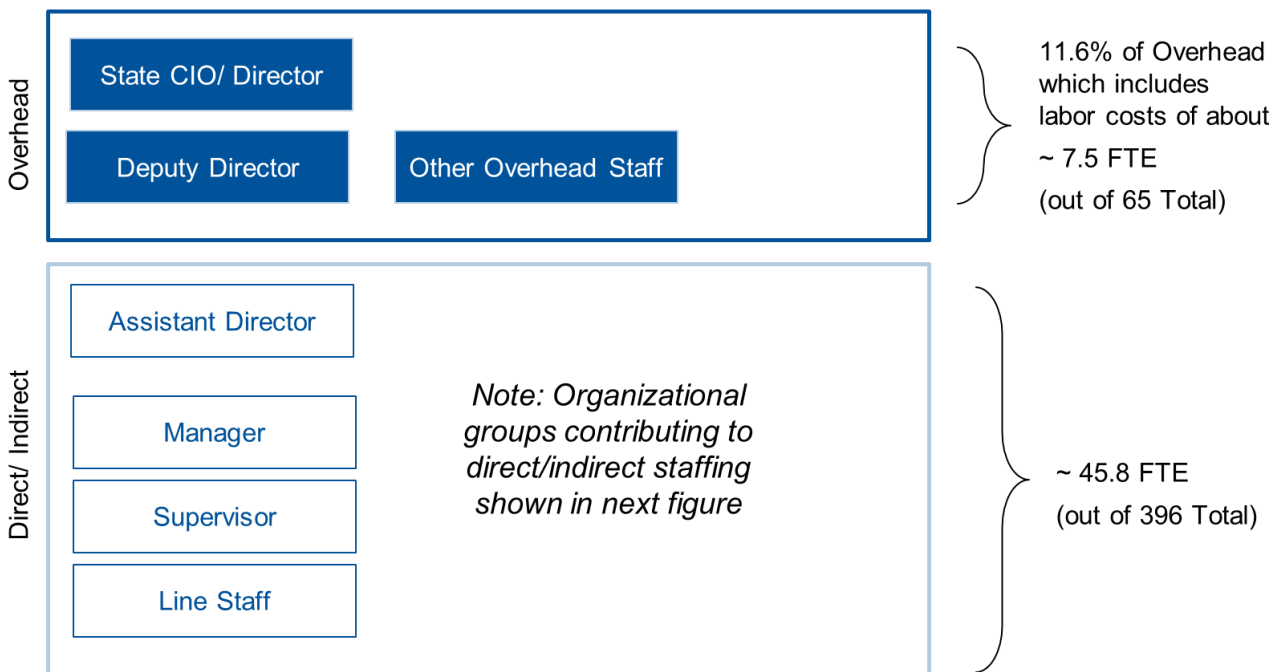 Overhead
State CIO/ Director
Deputy Director
Other Overhead Staff
11.6% of Overhead
which includes
labor costs of about
~ 7.5 FTE
(out of 65 Total)
Direct/ Indirect
Assistant Director
Manager
Supervisor
Line Staff
Note: Organizational
groups contributing to
direct/indirect staffing
shown in next figure
~ 45.8 FTE
(out of 396 Total)